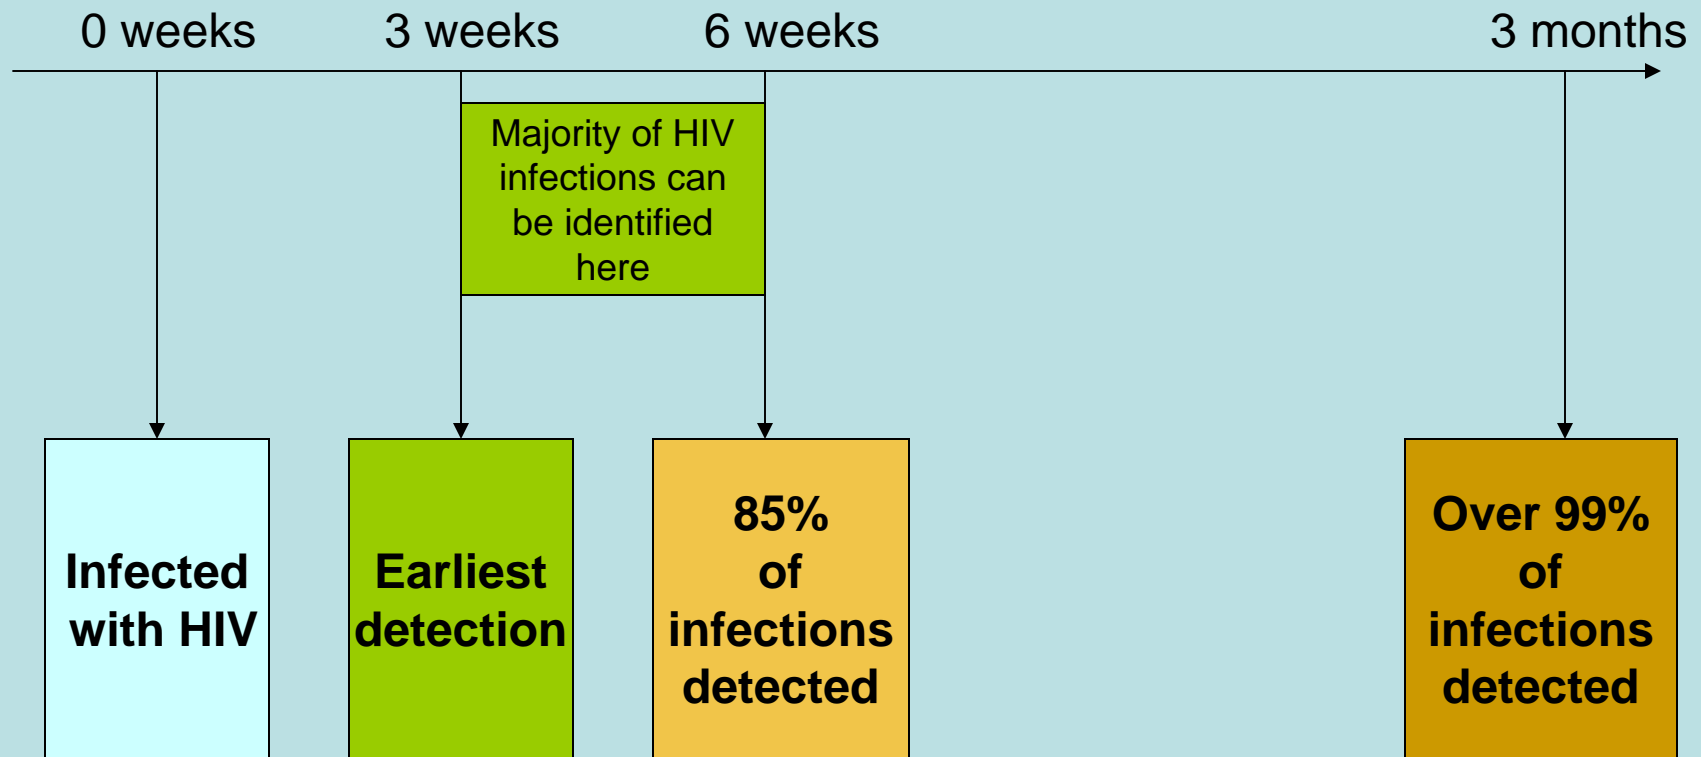 0 weeks
3 weeks
6 weeks
3 months
Majority of HIV
infections can
be identified
here
Infected
with HIV
Earliest
detection
85%
of
infections
detected
Over 99%
of
infections
detected